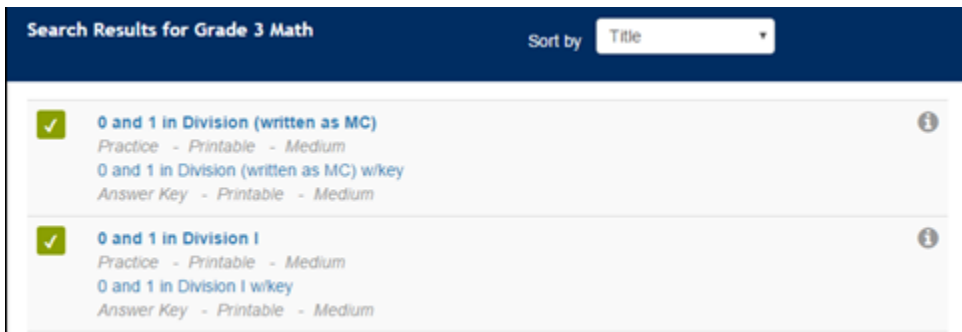 Search Results for Grade 3 Math
Sort by Title
0 and 1 in Division (written as MC)
Practice - Printable - Medium
0 and 1 in Division (written as MC) w/key
Answer Key - Printable - Medium
0 and 1 in Division I
Practice - Printable - Medium
0 and 1 in Division I w/key
Answer Key - Printable - Medium